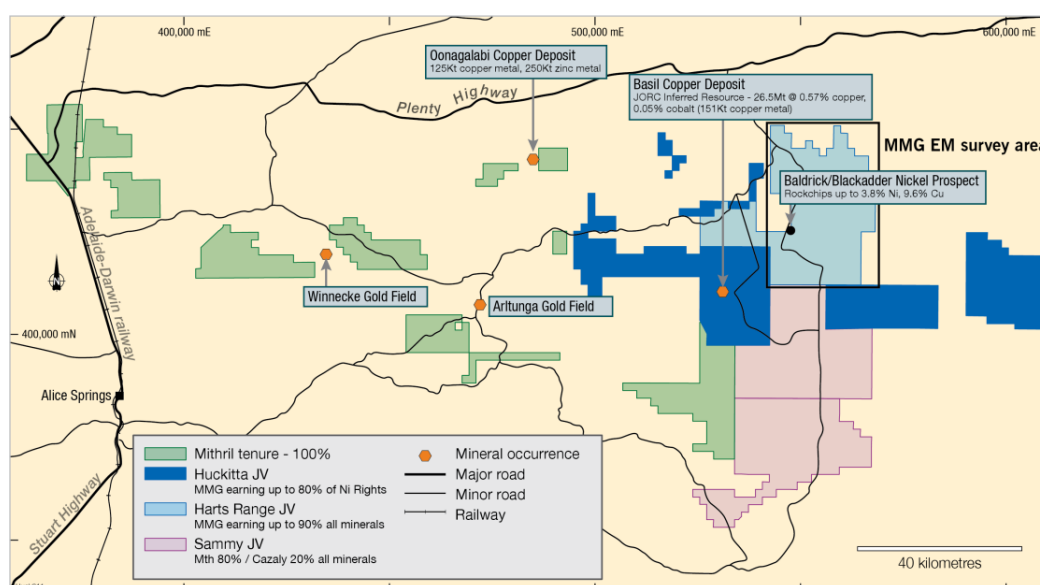 400,000 mE
500,000 mE
600,000 mE
Oonagalabi Copper Deposit
125Kt copper metal, 250Kt zinc metal
Plenty Highway
Basil Copper Deposit
JORC Inferred Resource - 26.5Mt @ 0.57% copper,
0.05% cobalt (151Kt copper metal)
MMG EM survey area
Baldrick/Blackadder Nickel Prospect
Rockchips up to 3.8% Ni, 9.6% Cu
Adelaide-Darwin railway
N
Winnecke Gold Field
Arltunga Gold Field
400,000 mN
Alice Springs
Stuart Highway
Mithril tenure - 100%
Huckitta JV
MMG earning up to 80% of Ni Rights
Harts Range JV
MMG earning up to 90% all minerals
Sammy JV
Mth 80% / Cazaly 20% all minerals
Mineral occurrence
Major road
Minor road
Railway
40 kilometres